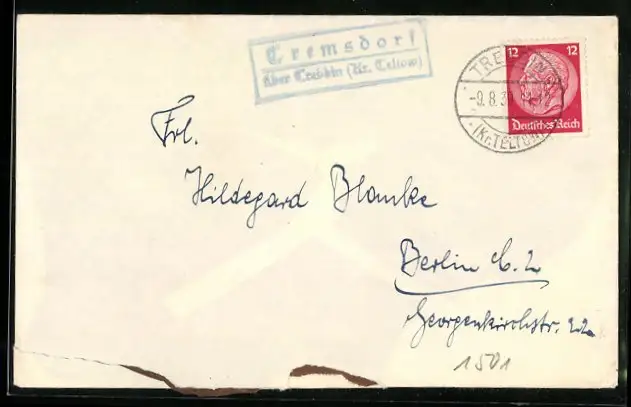 Cremsdorf
über Trebbin (Kr. Teltow)
TREBBIN
-9.8.3
(Kr. TELTOW)
12 12
Deutsches Reich
Frl.
Hildegard Blanke
Berlin C. 2
Georgenkirchstr. 22
1501